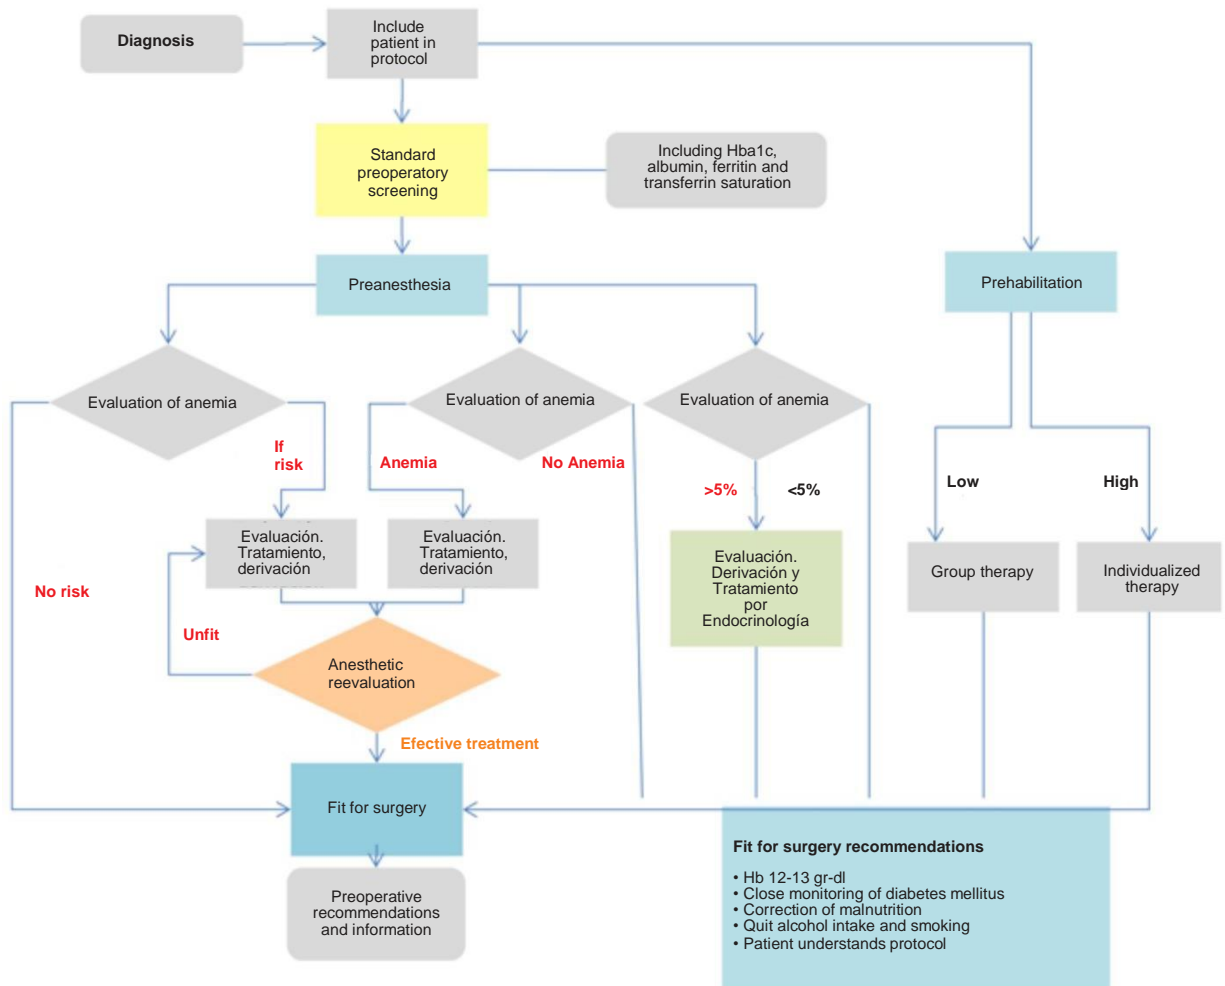 Diagnosis
Include
patient in
protocol
Standard
preoperatory
screening
Including Hba1c,
albumin, ferritin and
transferrin saturation
Preanesthesia
Prehabilitation
Evaluation of anemia
Evaluation of anemia
Evaluation of anemia
If
risk
Anemia
No Anemia
>5%
<5%
Low
High
Evaluación.
Tratamiento,
derivación
Evaluación.
Tratamiento,
derivación
Evaluación.
Derivación y
Tratamiento
por
Endocrinología
Group therapy
Individualized
therapy
No risk
Unfit
Anesthetic
reevaluation
Efective treatment
Fit for surgery
Fit for surgery recommendations
• Hb 12-13 gr-dl
• Close monitoring of diabetes mellitus
• Correction of malnutrition
• Quit alcohol intake and smoking
• Patient understands protocol
Preoperative
recommendations
and information